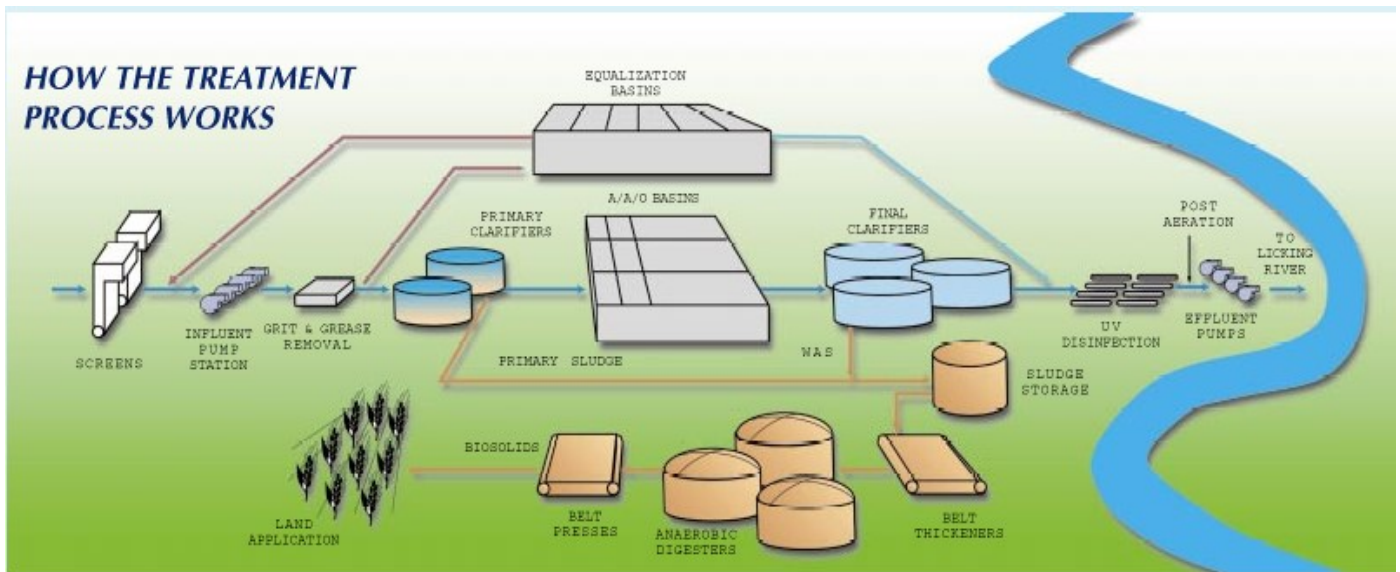 HOW THE TREATMENT
PROCESS WORKS
EQUALIZATION
BASINS
A/A/O BASINS
PRIMARY
CLARIFIERS
FINAL
CLARIFIERS
POST
AERATION
TO
LICKING
RIVER
SCREENS
INFLUENT
PUMP
STATION
GRIT & GREASE
REMOVAL
PRIMARY SLUDGE
WAS
UV
DISINFECTION
EFFLUENT
PUMPS
SLUDGE
STORAGE
BIOSOLIDS
LAND
APPLICATION
BELT
PRESSES
ANAEROBIC
DIGESTERS
BELT
THICKENERS